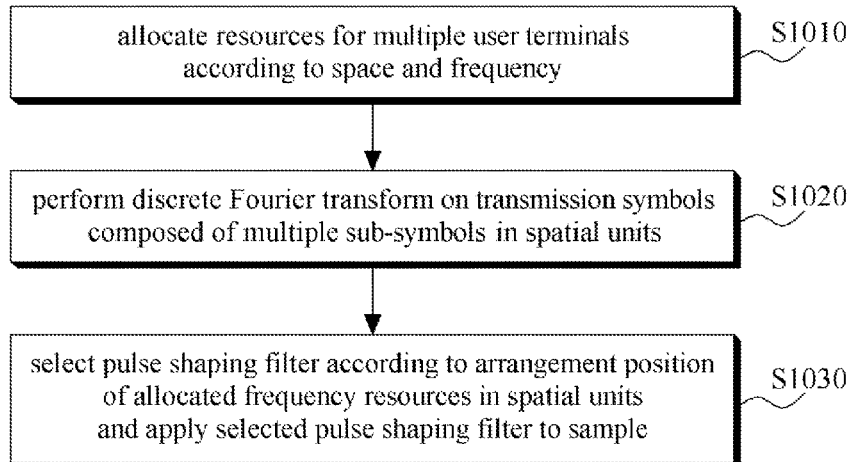 allocate resources for multiple user terminals
according to space and frequency
S1010
perform discrete Fourier transform on transmission symbols
composed of multiple sub-symbols in spatial units
S1020
select pulse shaping filter according to arrangement position
of allocated frequency resources in spatial units
and apply selected pulse shaping filter to sample
S1030